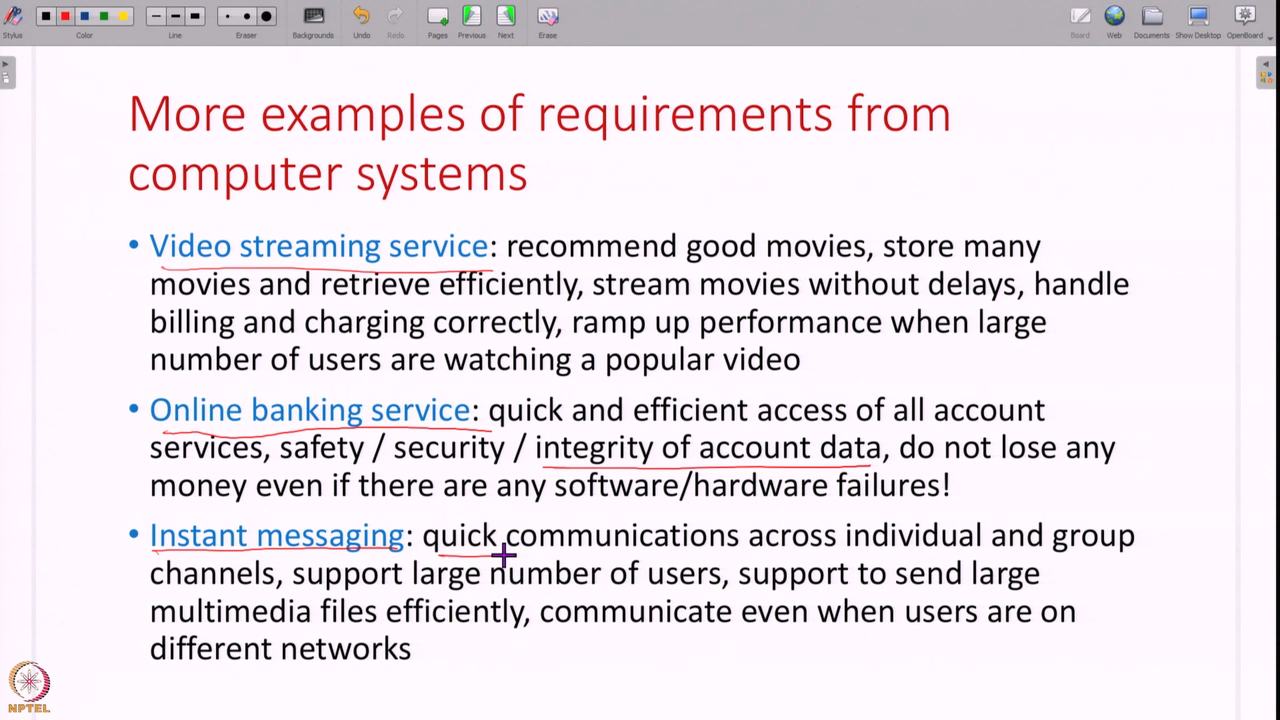 Stylus
Color
Line
Eraser
Backgrounds
Undo
Redo
Pages
Previous
Next
Erase
Board
Web
Documents
Show Desktop
OpenBoard
More examples of requirements from
computer systems
• Video streaming service: recommend good movies, store many
movies and retrieve efficiently, stream movies without delays, handle
billing and charging correctly, ramp up performance when large
number of users are watching a popular video
• Online banking service: quick and efficient access of all account
services, safety / security / integrity of account data, do not lose any
money even if there are any software/hardware failures!
• Instant messaging: quick communications across individual and group
channels, support large number of users, support to send large
multimedia files efficiently, communicate even when users are on
different networks
NPTEL